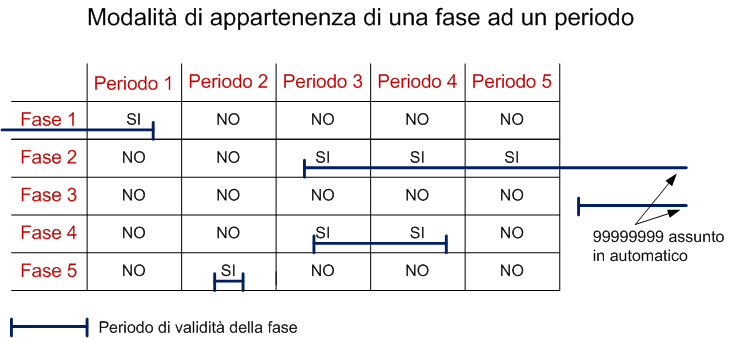 Modalità di appartenenza di una fase ad un periodo
Periodo 1 Periodo 2 Periodo 3 Periodo 4 Periodo 5
Fase 1 SI NO NO NO NO
Fase 2 NO NO SI SI SI
Fase 3 NO NO NO NO NO
Fase 4 NO NO SI SI NO
Fase 5 NO SI NO NO NO
99999999 assunto
in automatico
Periodo di validità della fase